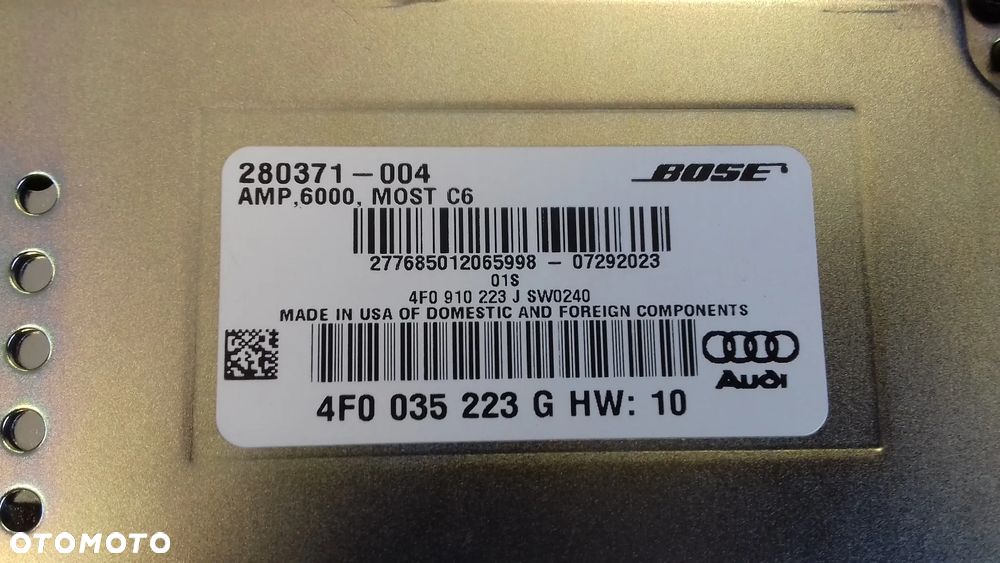 280371-004
BOSE
AMP,6000, MOST C6
277685012065998 - 07292023
01S
4F0 910 223 J SW0240
MADE IN USA OF DOMESTIC AND FOREIGN COMPONENTS
Audi
4F0 035 223 G HW: 10
OTOMOTO